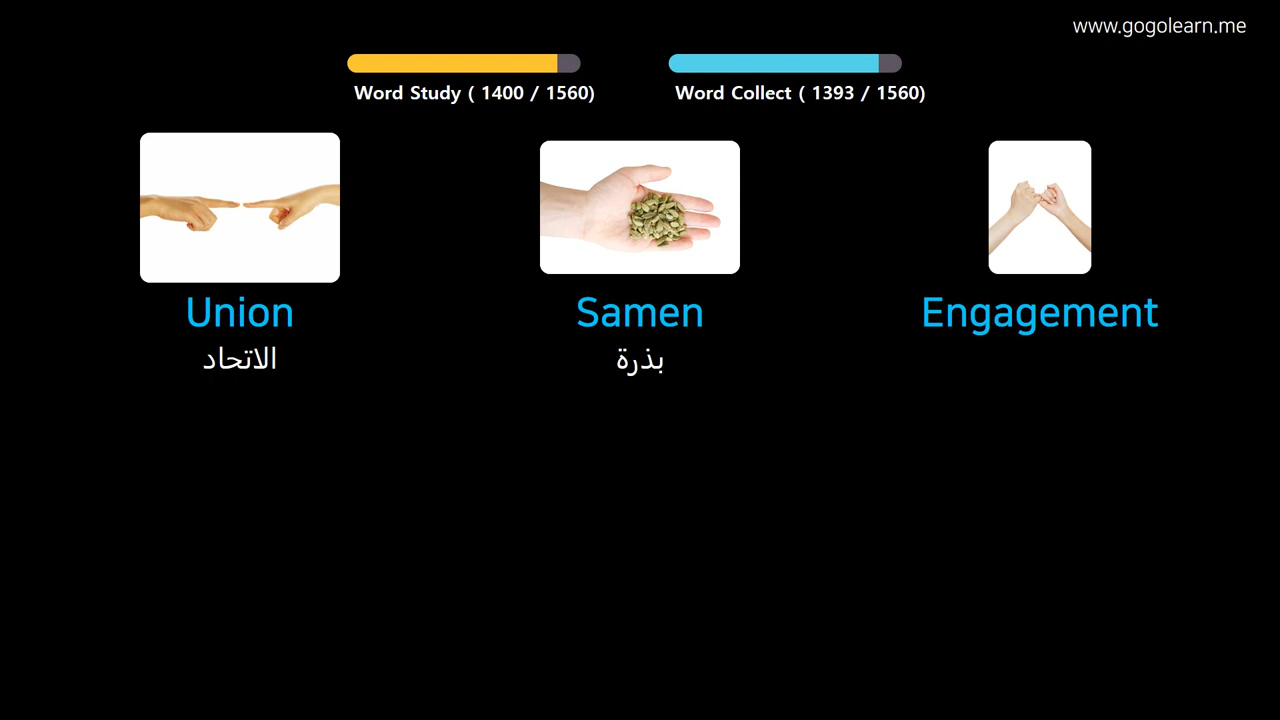 www.gogolearn.me
Word Study ( 1400 / 1560)
Word Collect ( 1393 / 1560)
Union
Samen
Engagement
الاتحاد
بذرة